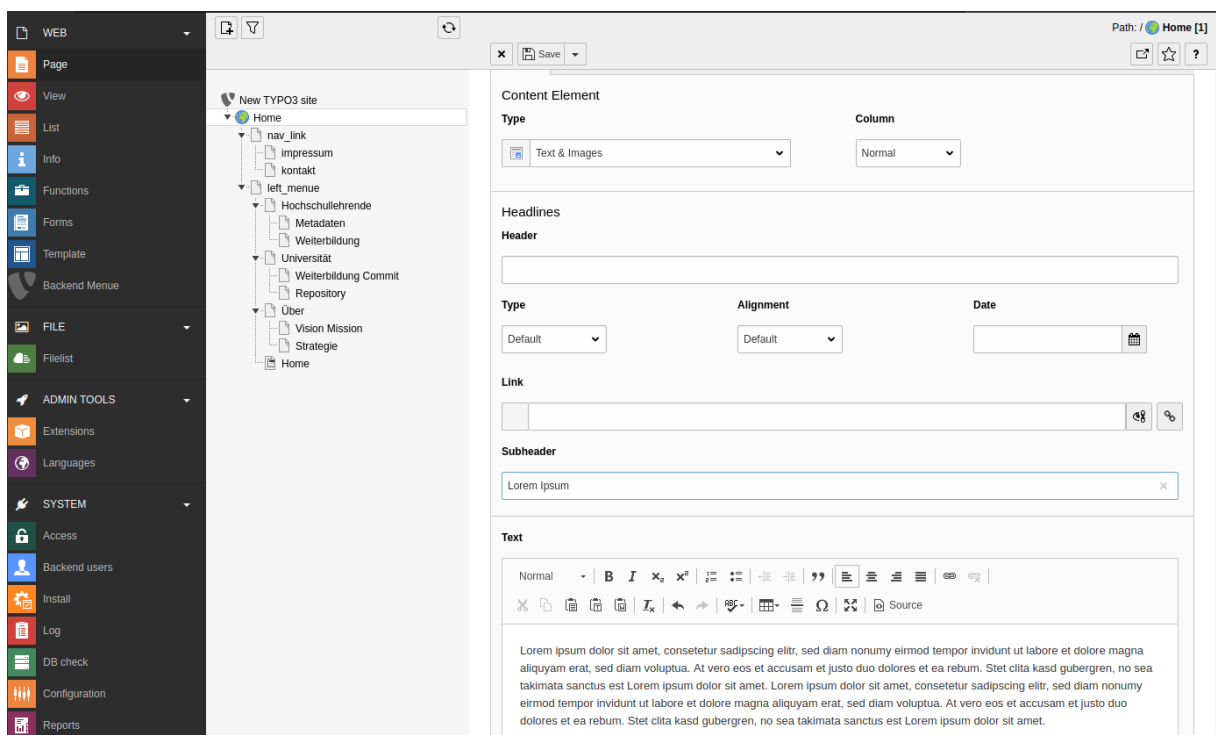 WEB
Page
View
List
Info
Functions
Forms
Template
Backend Menue
FILE
Filelist
ADMIN TOOLS
Extensions
Languages
SYSTEM
Access
Backend users
Install
Log
DB check
Configuration
Reports
New TYPO3 site
Home
nav_link
impressum
kontakt
left_menue
Hochschullehrende
Metadaten
Weiterbildung
Universität
Weiterbildung Commit
Repository
Über
Vision Mission
Strategie
Home
Path: / Home [1]
Save
?
Content Element
Type Column
Text & Images Normal
Headlines
Header
Type Alignment Date
Default Default
Link
Subheader
Lorem Ipsum
Text
Normal B I x₂ x²
ABC Ω Source
Lorem ipsum dolor sit amet, consetetur sadipscing elitr, sed diam nonumy eirmod tempor invidunt ut labore et dolore magna
aliquyam erat, sed diam voluptua. At vero eos et accusam et justo duo dolores et ea rebum. Stet clita kasd gubergren, no sea
takimata sanctus est Lorem ipsum dolor sit amet. Lorem ipsum dolor sit amet, consetetur sadipscing elitr, sed diam nonumy
eirmod tempor invidunt ut labore et dolore magna aliquyam erat, sed diam voluptua. At vero eos et accusam et justo duo
dolores et ea rebum. Stet clita kasd gubergren, no sea takimata sanctus est Lorem ipsum dolor sit amet.